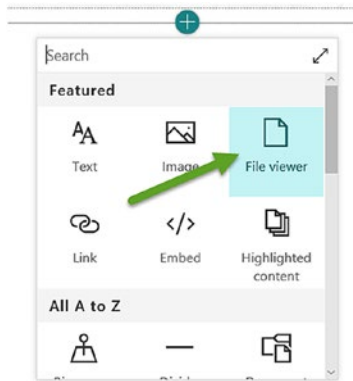 Search
Featured
Text Image File viewer
Link Embed Highlighted
content
All A to Z